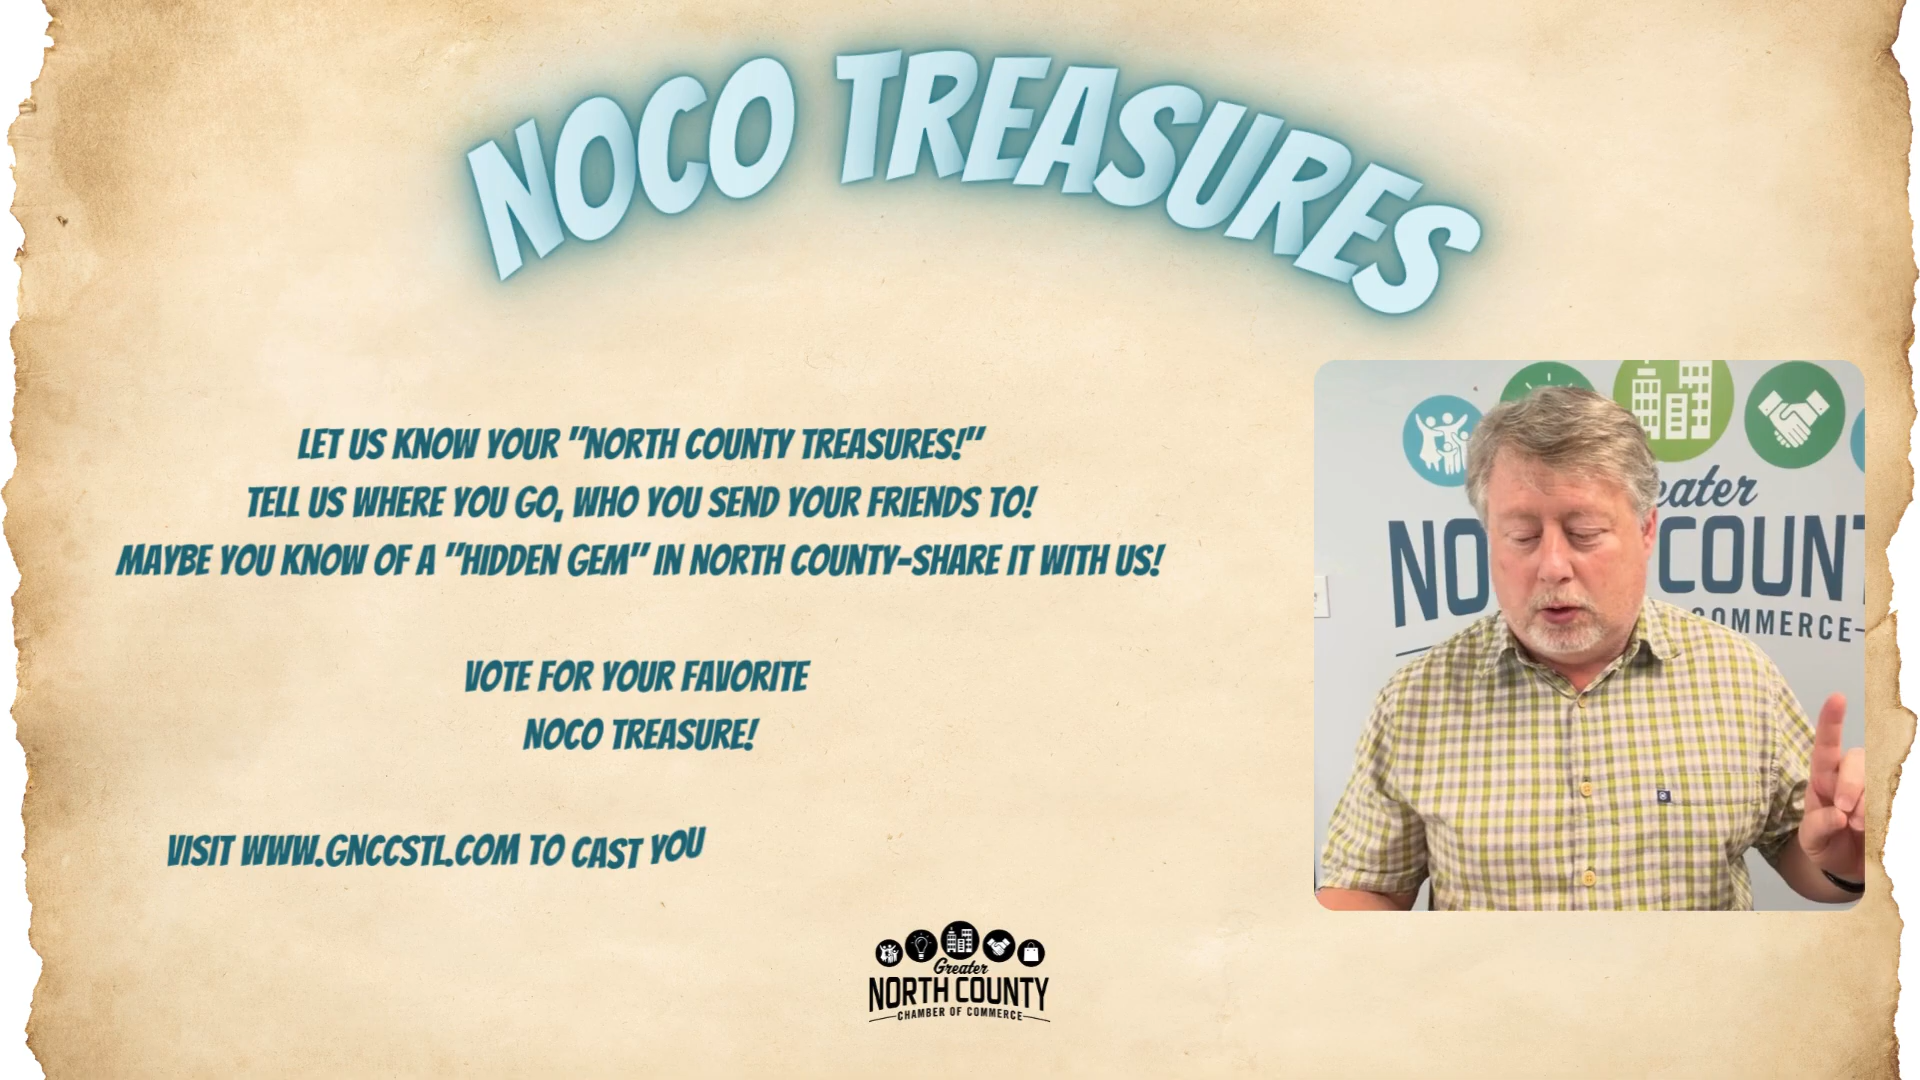 NOCO TREASURES
LET US KNOW YOUR "NORTH COUNTY TREASURES!"
TELL US WHERE YOU GO, WHO YOU SEND YOUR FRIENDS TO!
MAYBE YOU KNOW OF A "HIDDEN GEM" IN NORTH COUNTY-SHARE IT WITH US!
VOTE FOR YOUR FAVORITE
NOCO TREASURE!
VISIT WWW.GNCCSTL.COM TO CAST YOU
eater
NO COUNT
COMMERCE
Greater
NORTH COUNTY
CHAMBER OF COMMERCE